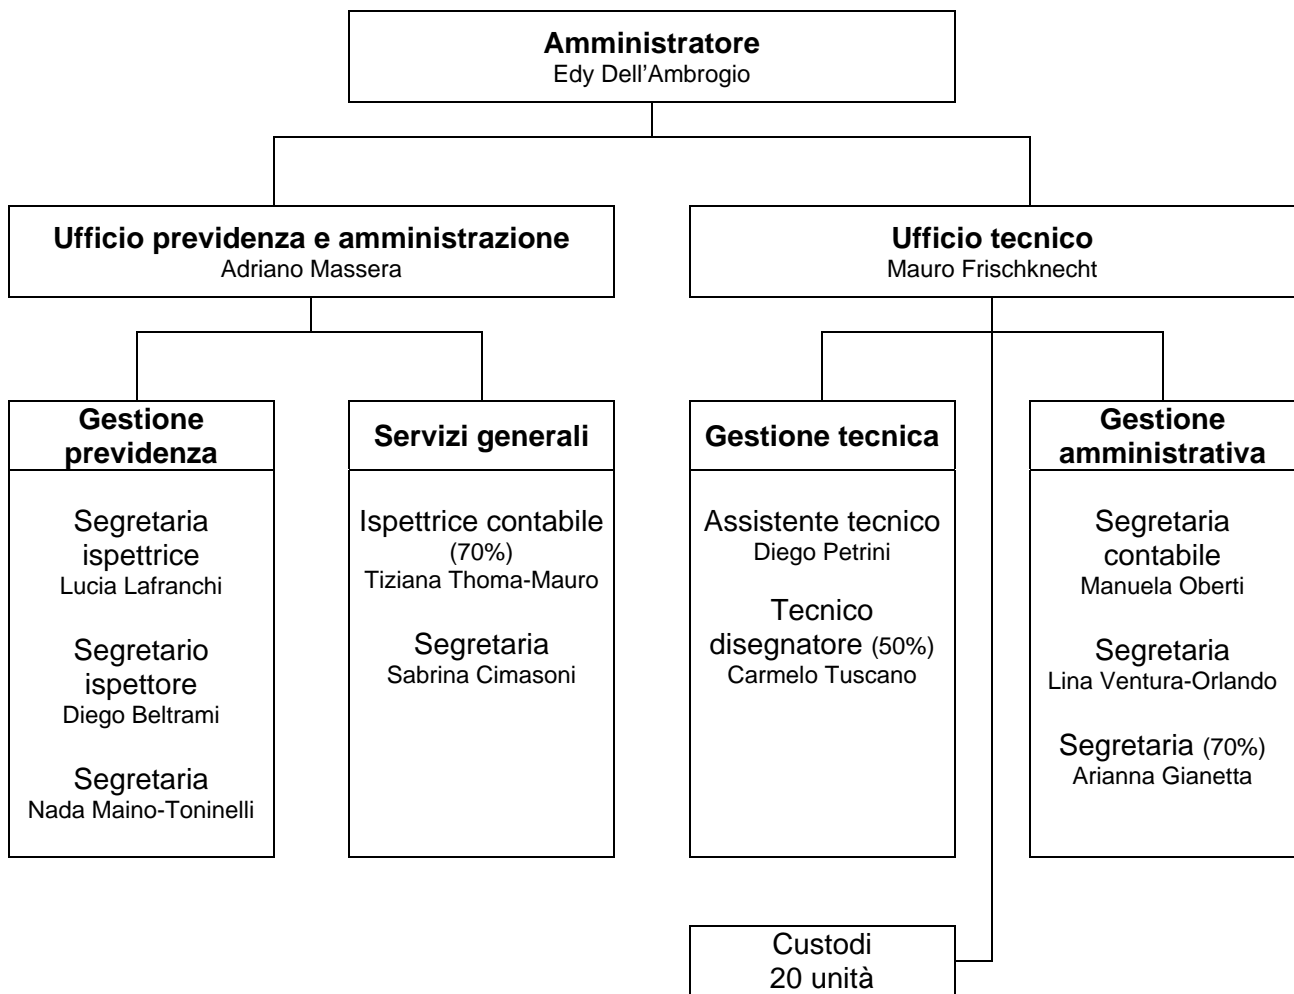 Amministratore
Edy Dell'Ambrogio
Ufficio previdenza e amministrazione
Adriano Massera
Ufficio tecnico
Mauro Frischknecht
Gestione
previdenza
Segretaria
ispettrice
Lucia Lafranchi
Segretario
ispettore
Diego Beltrami
Segretaria
Nada Maino-Toninelli
Servizi generali
Ispettrice contabile
(70%)
Tiziana Thoma-Mauro
Segretaria
Sabrina Cimasoni
Gestione tecnica
Assistente tecnico
Diego Petrini
Tecnico
disegnatore (50%)
Carmelo Tuscano
Gestione
amministrativa
Segretaria
contabile
Manuela Oberti
Segretaria
Lina Ventura-Orlando
Segretaria (70%)
Arianna Gianetta
Custodi
20 unità